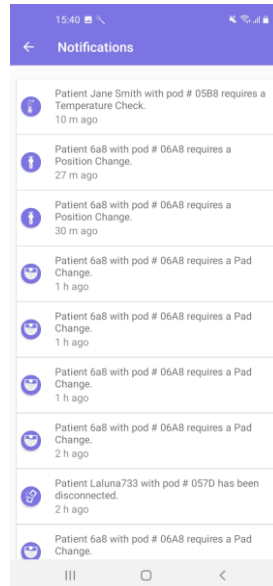 15:40
Notifications
Patient Jane Smith with pod # 05B8 requires a
Temperature Check.
10 m ago
Patient 6a8 with pod # 06A8 requires a
Position Change.
27 m ago
Patient 6a8 with pod # 06A8 requires a
Position Change.
30 m ago
Patient 6a8 with pod # 06A8 requires a Pad
Change.
1 h ago
Patient 6a8 with pod # 06A8 requires a Pad
Change.
1 h ago
Patient 6a8 with pod # 06A8 requires a Pad
Change.
1 h ago
Patient 6a8 with pod # 06A8 requires a Pad
Change.
2 h ago
Patient Laluna733 with pod # 057D has been
disconnected.
2 h ago
Patient 6a8 with pod # 06A8 requires a Pad
Change.